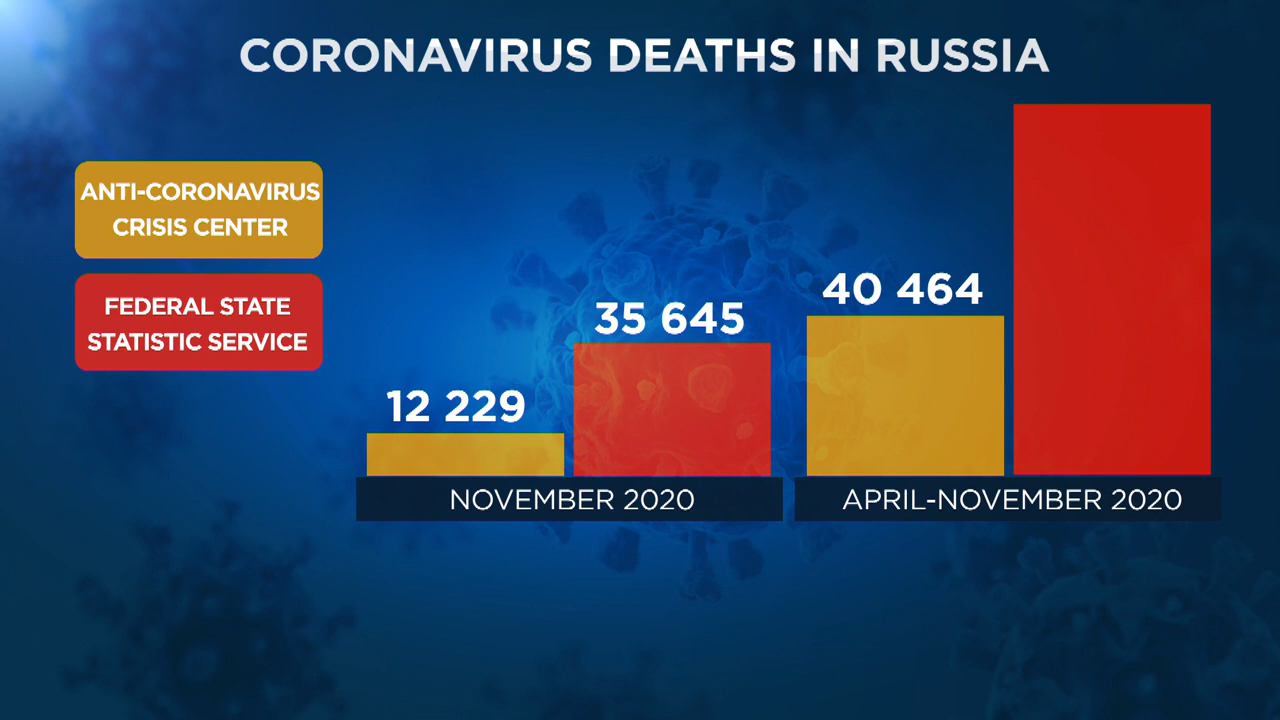 CORONAVIRUS DEATHS IN RUSSIA
ANTI-CORONAVIRUS
CRISIS CENTER
FEDERAL STATE
STATISTIC SERVICE
12 229
35 645
40 464
NOVEMBER 2020
APRIL-NOVEMBER 2020